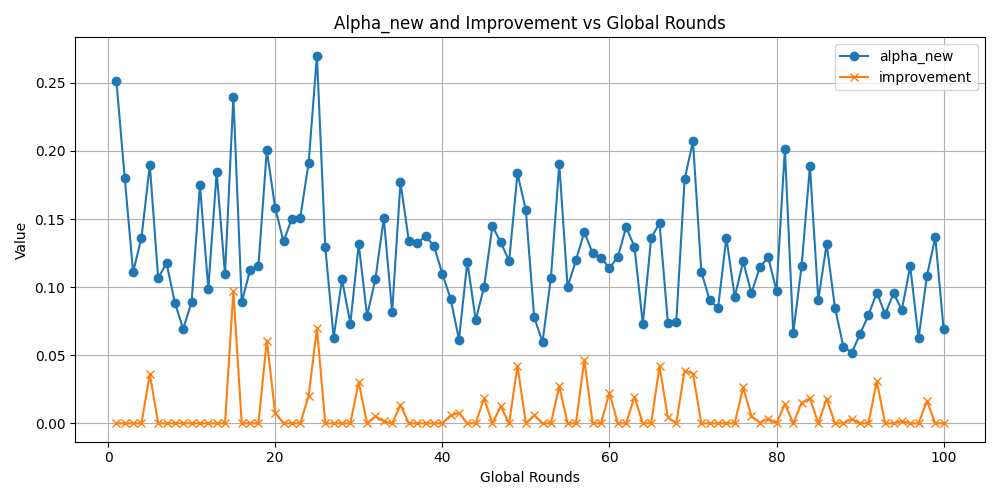 Alpha_new and Improvement vs Global Rounds
alpha_new
improvement
Value
0.25
0.20
0.15
0.10
0.05
0.00
0
20
40
60
80
100
Global Rounds